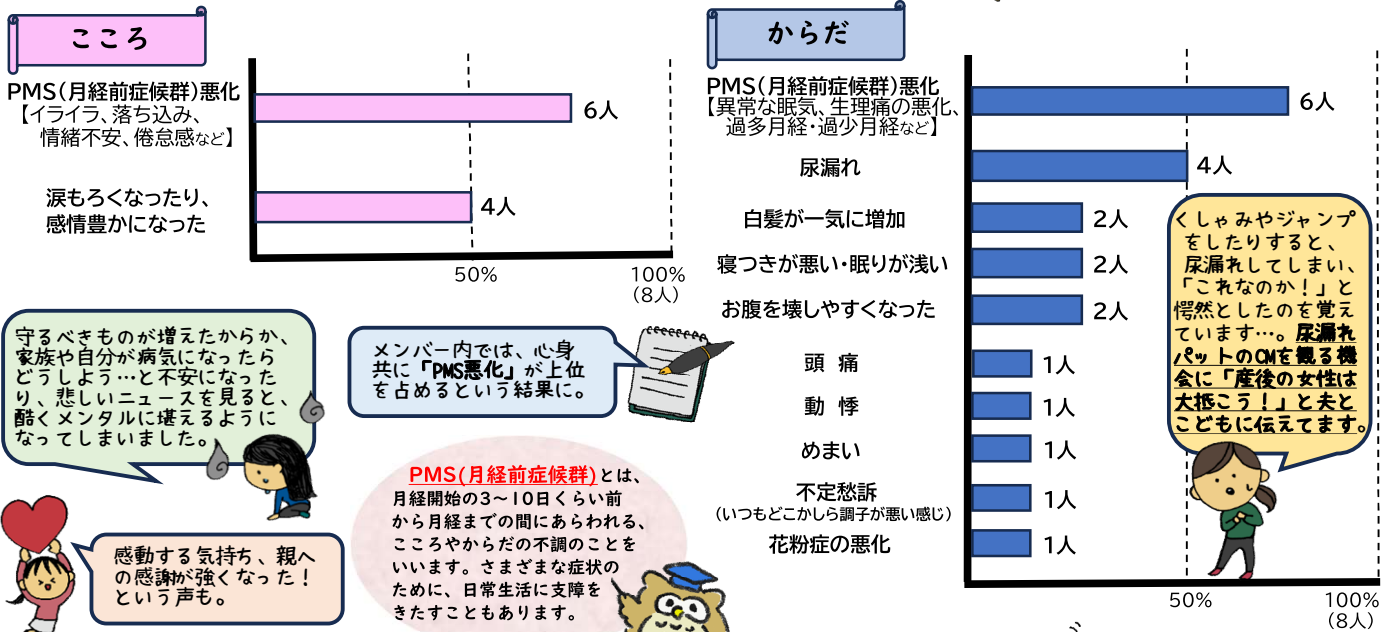 こころ
PMS(月経前症候群)悪化
【イライラ、落ち込み、
情緒不安、倦怠感など】
6人
涙もろくなったり、
感情豊かになった
4人
50%
100%
(8人)
守るべきものが増えたからか、
家族や自分が病気になったら
どうしよう…と不安になった
り、悲しいニュースを見ると、
酷くメンタルに堪えるように
なってしまいました。
メンバー内では、心身
共に「PMS悪化」が上位
を占めるという結果に。
感動する気持ち、親へ
の感謝が強くなった!
という声も。
PMS(月経前症候群)とは、
月経開始の3〜10日くらい前
から月経までの間にあらわれる、
こころやからだの不調のことを
いいます。さまざまな症状の
ために、日常生活に支障を
きたすこともあります。
からだ
PMS(月経前症候群)悪化
【異常な眠気、生理痛の悪化、
過多月経・過少月経など】
6人
尿漏れ
4人
白髪が一気に増加
2人
寝つきが悪い・眠りが浅い
2人
お腹を壊しやすくなった
2人
頭 痛
1人
動 悸
1人
めまい
1人
不定愁訴
(いつもどこかしら調子が悪い感じ)
1人
花粉症の悪化
1人
50%
100%
(8人)
くしゃみやジャンプ
をしたりすると、
尿漏れしてしまい、
「これなのか!」と
愕然としたのを覚え
ています…。尿漏れ
パットのCMを観る機
会に「産後の女性は
大抵こう!」と夫と
こどもに伝えてます。